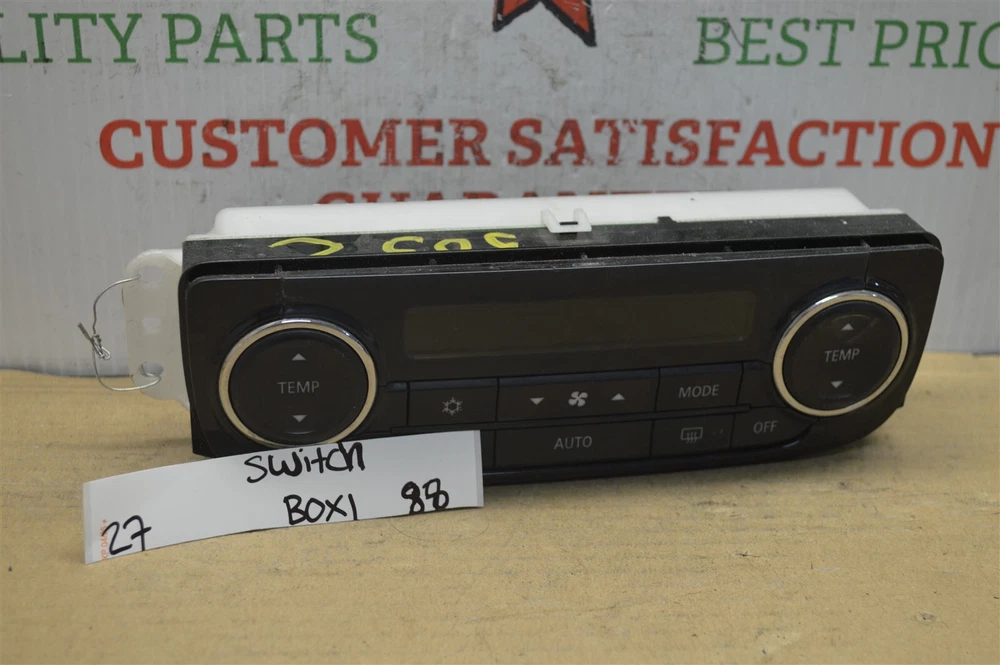 LITY PARTS
BEST PRIC
CUSTOMER SATISFACTION
TEMP
TEMP
MODE
AUTO
OFF
switch
BOX1 88
27